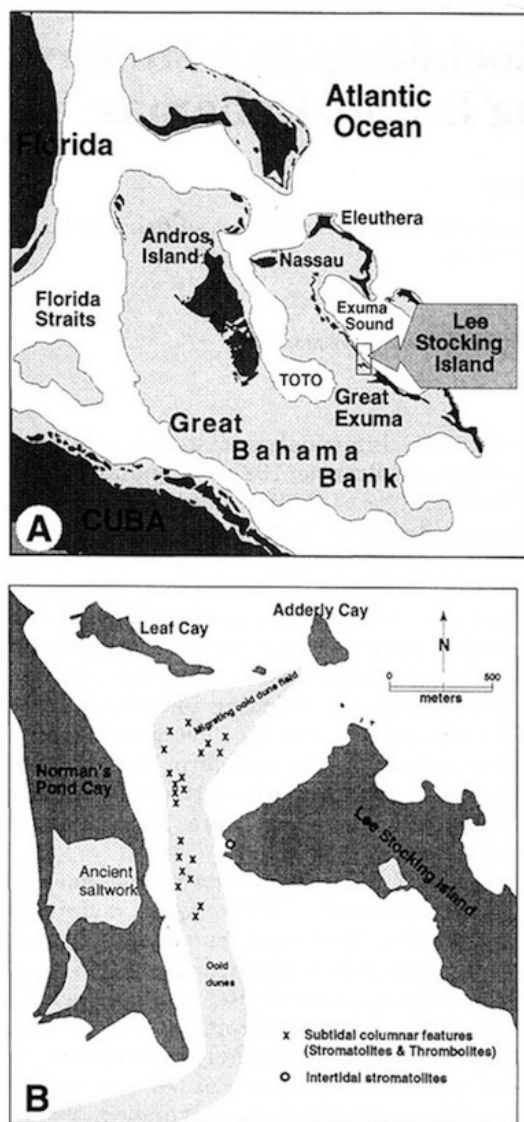 Atlantic
Ocean
Florida
Eleuthera
Andros
Island
Nassau
Florida
Straits
Exuma
Sound
Lee
Stocking
Island
TOTO
Great
Exuma
Great
Bahama
Bank
CUBA
A
Adderly Cay
Leaf Cay
N
0 500
meters
Migrating ooid dune field
Norman's
Pond Cay
Lee Stocking Island
Ancient
saltwork
Ooid
dunes
x Subtidal columnar features
(Stromatolites & Thrombolites)
o Intertidal stromatolites
B